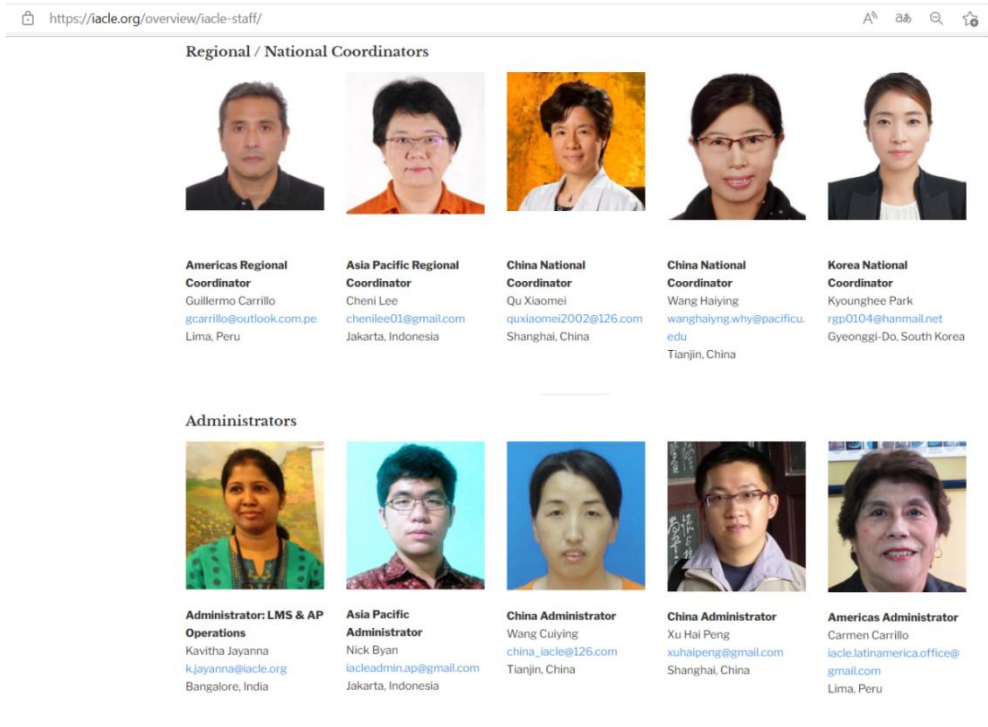 https://iacle.org/overview/iacle-staff/
Regional / National Coordinators
Americas Regional
Coordinator
Guillermo Carrillo
gcarrillo@outlook.com.pe
Lima, Peru
Asia Pacific Regional
Coordinator
Cheni Lee
chenilee01@gmail.com
Jakarta, Indonesia
China National
Coordinator
Qu Xiaomei
quxiaomei2002@126.com
Shanghai, China
China National
Coordinator
Wang Haiying
wanghaiyng.why@pacificu.
edu
Tianjin, China
Korea National
Coordinator
Kyounghee Park
rgp0104@hanmail.net
Gyeonggi-Do, South Korea
Administrators
Administrator: LMS & AP
Operations
Kavitha Jayanna
k.jayanna@iacle.org
Bangalore, India
Asia Pacific
Administrator
Nick Byan
iacleadmin.ap@gmail.com
Jakarta, Indonesia
China Administrator
Wang Cuiying
china_iacle@126.com
Tianjin, China
China Administrator
Xu Hai Peng
xuhaipeng@gmail.com
Shanghai, China
Americas Administrator
Carmen Carrillo
iacle.latinamerica.office@
gmail.com
Lima, Peru